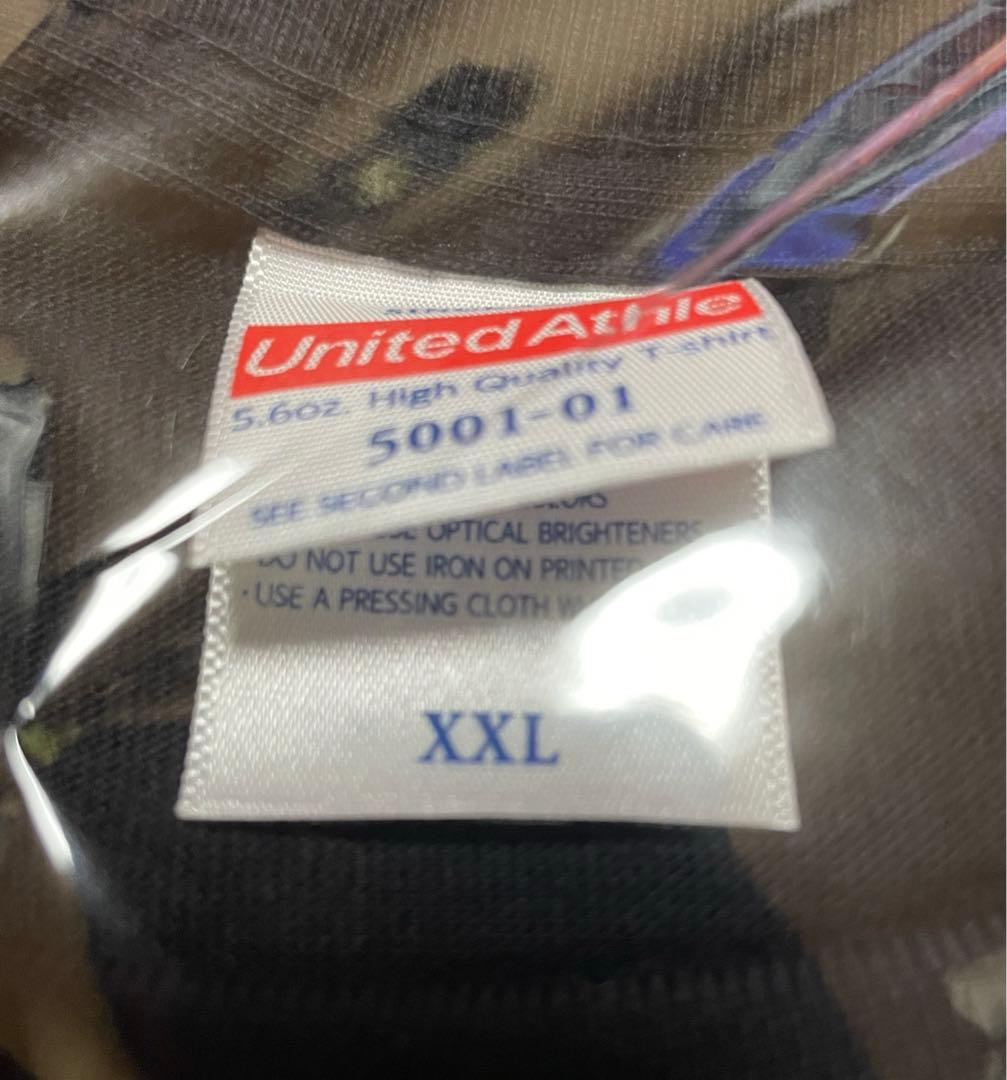 United Athle
5.6oz. High Quality T-shirt
5001-01
SEE SECOND LABEL FOR CARE
OPTICAL BRIGHTENERS
DO NOT USE IRON ON PRINTED
· USE A PRESSING CLOTH
XXL